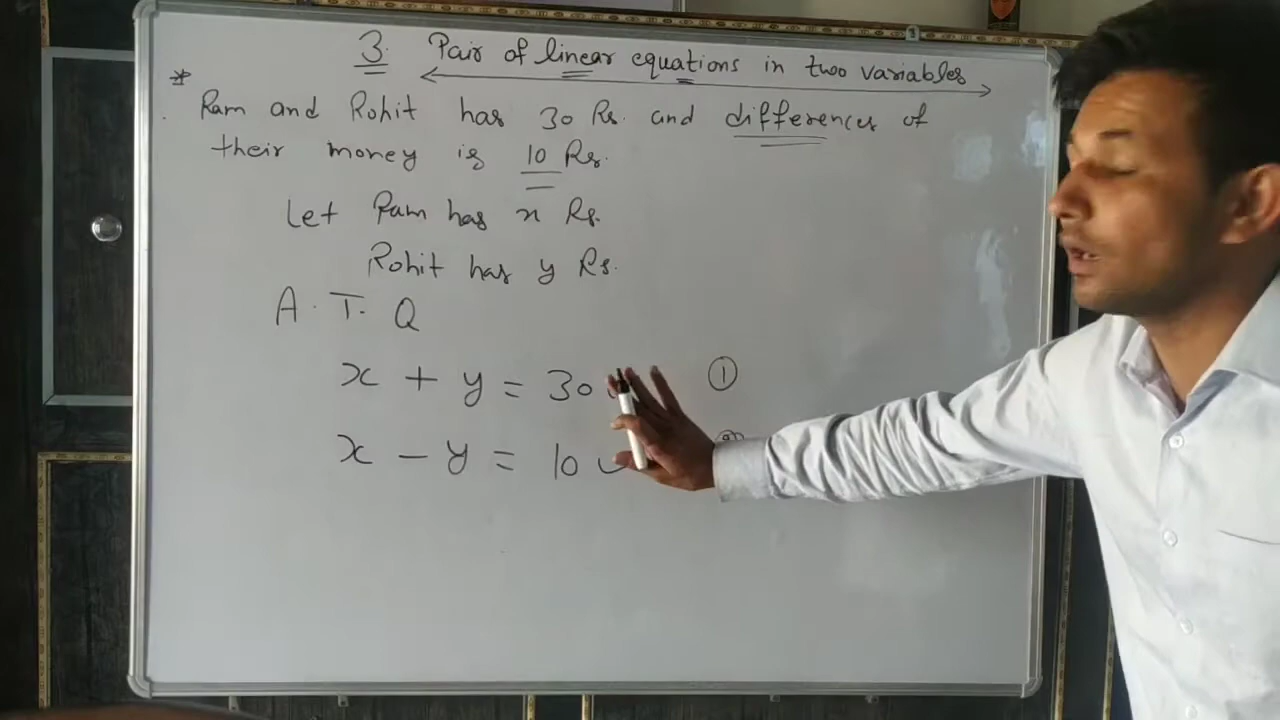 3. Pair of linear equations in two variables
* Ram and Rohit has 30 Rs. and differences of
their money is 10 Rs.
Let Ram has x Rs.
Rohit has y Rs.
A. T. Q
x + y = 30 ①
x - y = 10